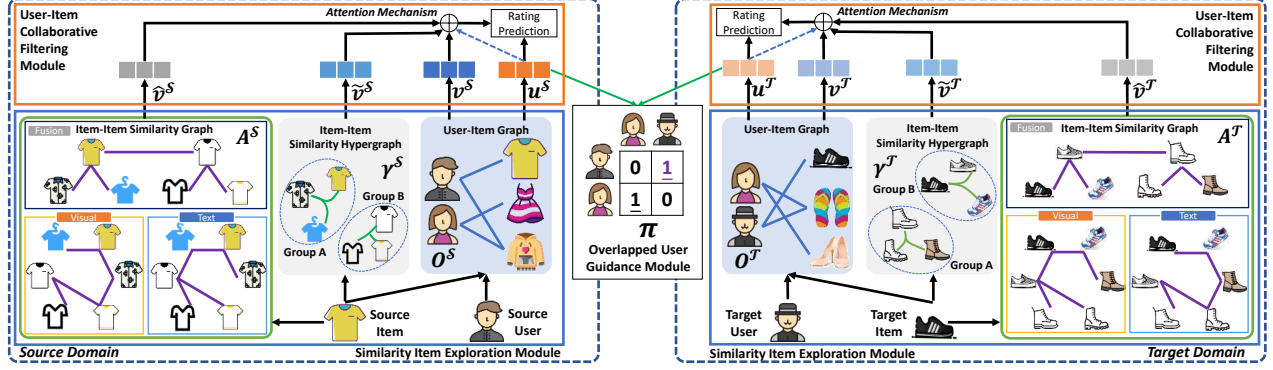 User-Item
Collaborative
Filtering
Module
Attention Mechanism
Rating
Prediction
v̂^S
ṽ^S
v^S
u^S
Fusion
Item-Item Similarity Graph
A^S
Visual
Text
Item-Item
Similarity Hypergraph
γ^S
Group B
Group A
User-Item Graph
O^S
Source
Item
Source
User
Source Domain
Similarity Item Exploration Module
0 1
1 0
π
Overlapped User
Guidance Module
Rating
Prediction
Attention Mechanism
User-Item
Collaborative
Filtering
Module
u^T
v^T
ṽ^T
v̂^T
User-Item Graph
O^T
Item-Item
Similarity Hypergraph
γ^T
Group B
Group A
Fusion
Item-Item Similarity Graph
A^T
Visual
Text
Target
User
Target
Item
Similarity Item Exploration Module
Target Domain